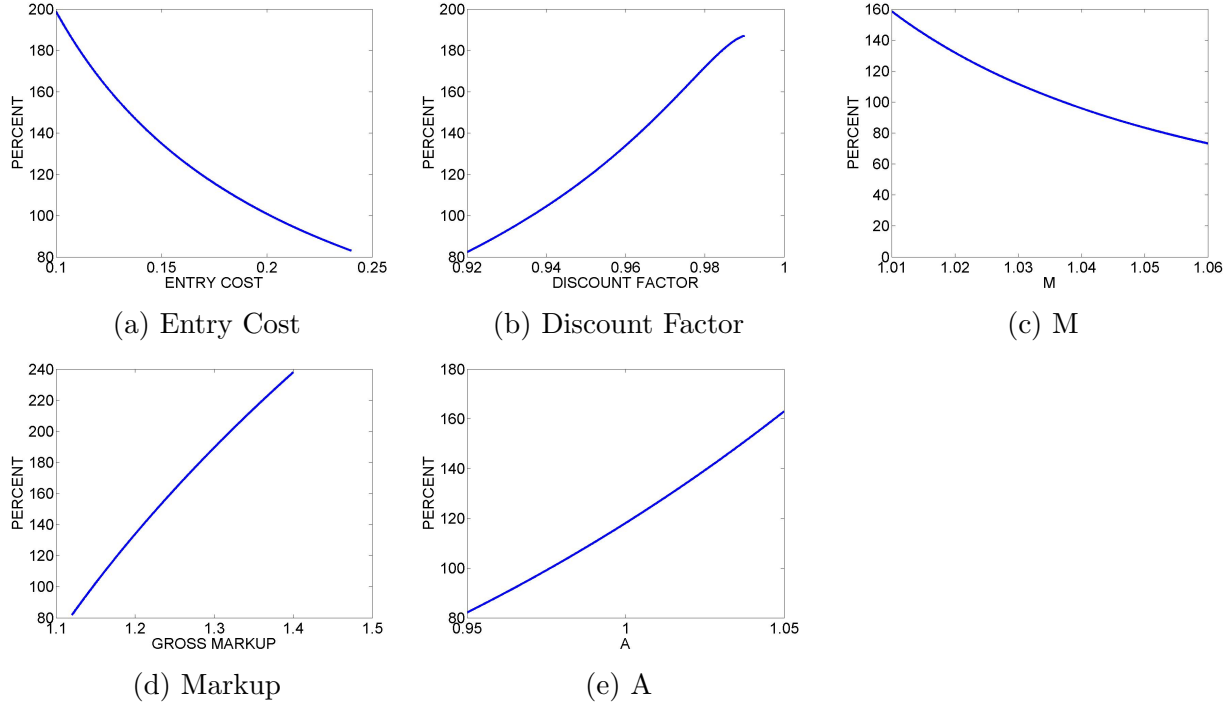 200
180
160
140
120
100
80
PERCENT
0.1 0.15 0.2 0.25
ENTRY COST
(a) Entry Cost
200
180
160
140
120
100
80
PERCENT
0.92 0.94 0.96 0.98 1
DISCOUNT FACTOR
(b) Discount Factor
160
140
120
100
80
60
40
20
0
PERCENT
1.01 1.02 1.03 1.04 1.05 1.06
M
(c) M
240
220
200
180
160
140
120
100
80
PERCENT
1.1 1.2 1.3 1.4 1.5
GROSS MARKUP
(d) Markup
180
160
140
120
100
80
PERCENT
0.95 1 1.05
A
(e) A